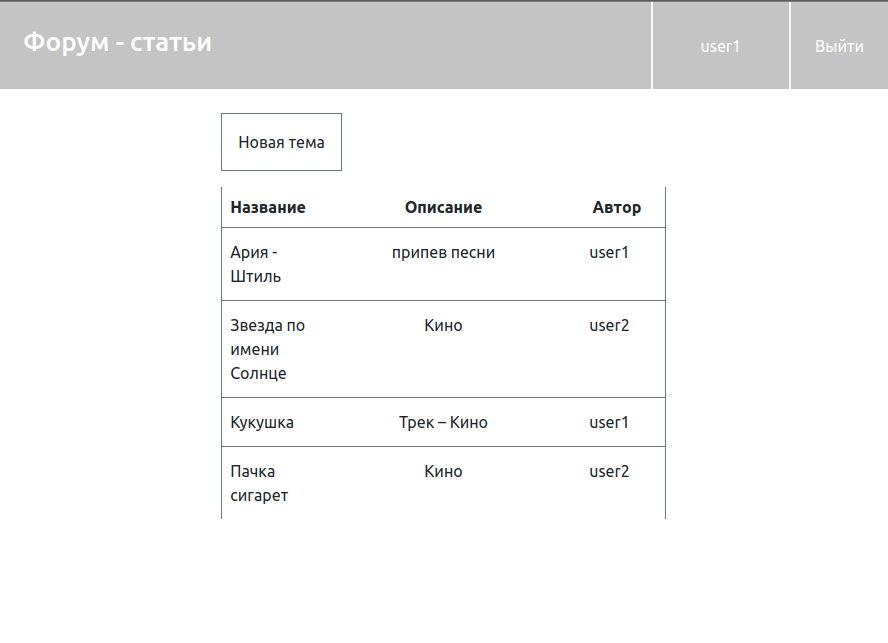 Форум - статьи
user1
Выйти
Новая тема
Название Описание Автор
Ария - припев песни user1
Штиль
Звезда по Кино user2
имени
Солнце
Кукушка Трек – Кино user1
Пачка Кино user2
сигарет